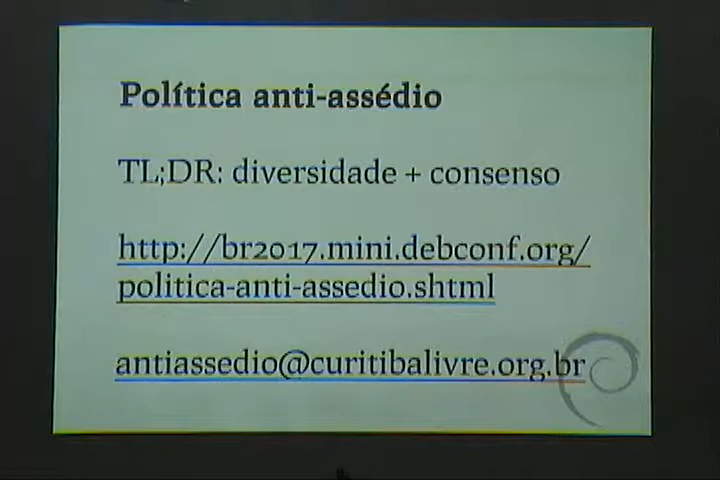 Política anti-assédio
TL;DR: diversidade + consenso
http://br2017.mini.debconf.org/
politica-anti-assedio.shtml
antiassedio@curitibalivre.org.br